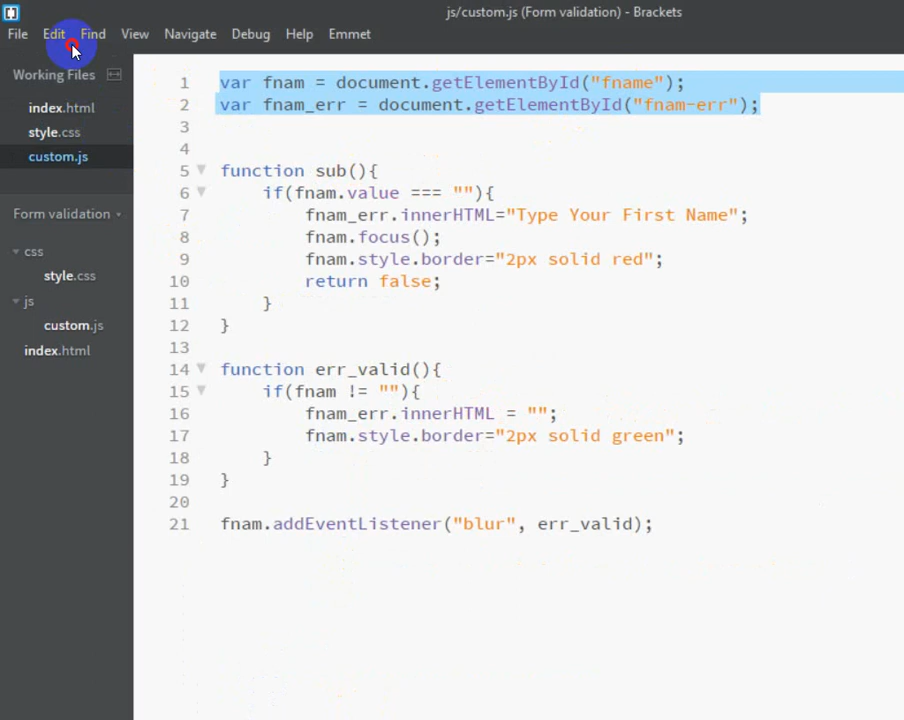 js/custom.js (Form validation) - Brackets
File Edit Find View Navigate Debug Help Emmet
Working Files
index.html
style.css
custom.js
Form validation
css
style.css
js
custom.js
index.html
1 var fnam = document.getElementById("fname");
2 var fnam_err = document.getElementById("fnam-err");
3
4
5 function sub(){
6 if(fnam.value === ""){
7 fnam_err.innerHTML="Type Your First Name";
8 fnam.focus();
9 fnam.style.border="2px solid red";
10 return false;
11 }
12 }
13
14 function err_valid(){
15 if(fnam != ""){
16 fnam_err.innerHTML = "";
17 fnam.style.border="2px solid green";
18 }
19 }
20
21 fnam.addEventListener("blur", err_valid);